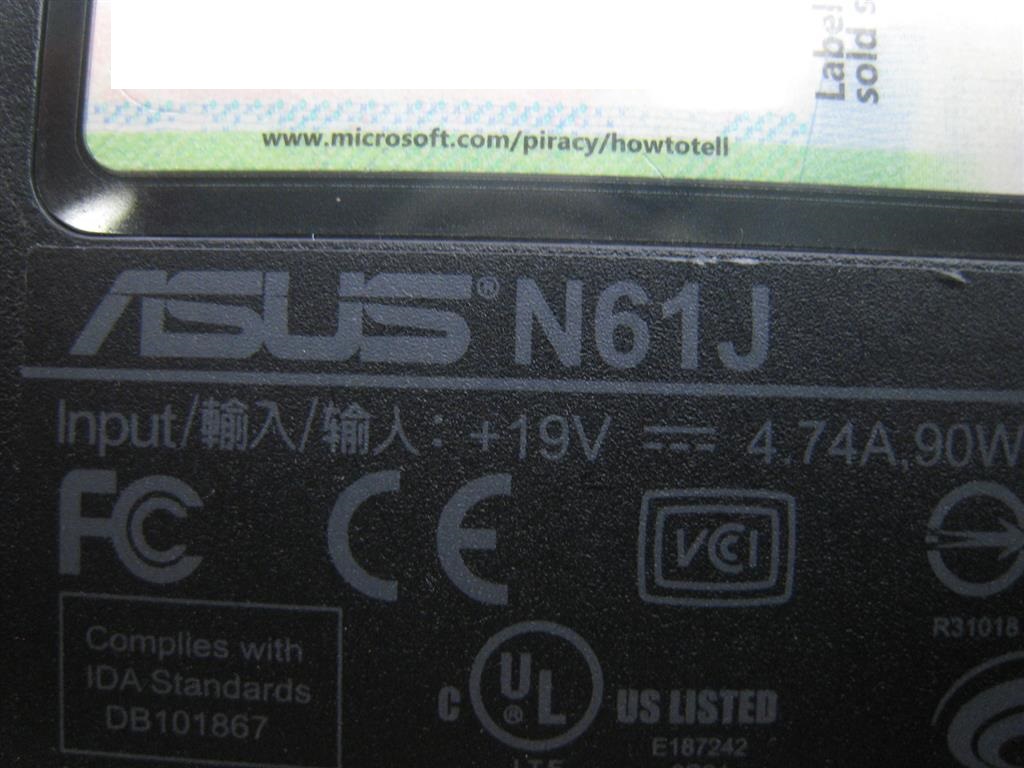 Label
sold s
www.microsoft.com/piracy/howtotell
ASUS® N61J
Input/輸入/输入: +19V ⎓ 4.74A,90W
FC CE VCCI
R31018
Complies with
IDA Standards
DB101867
C UL® US LISTED
E187242
I.T.E.